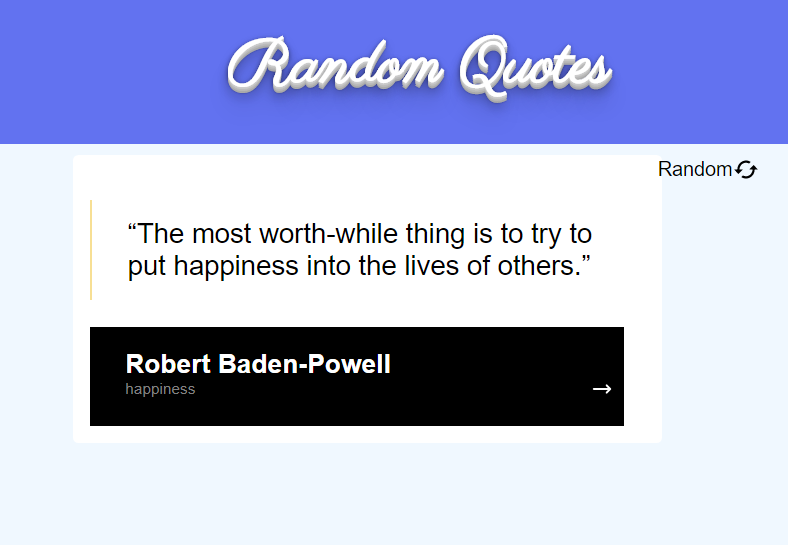 Random Quotes
Random
“The most worth-while thing is to try to
put happiness into the lives of others.”
Robert Baden-Powell
happiness